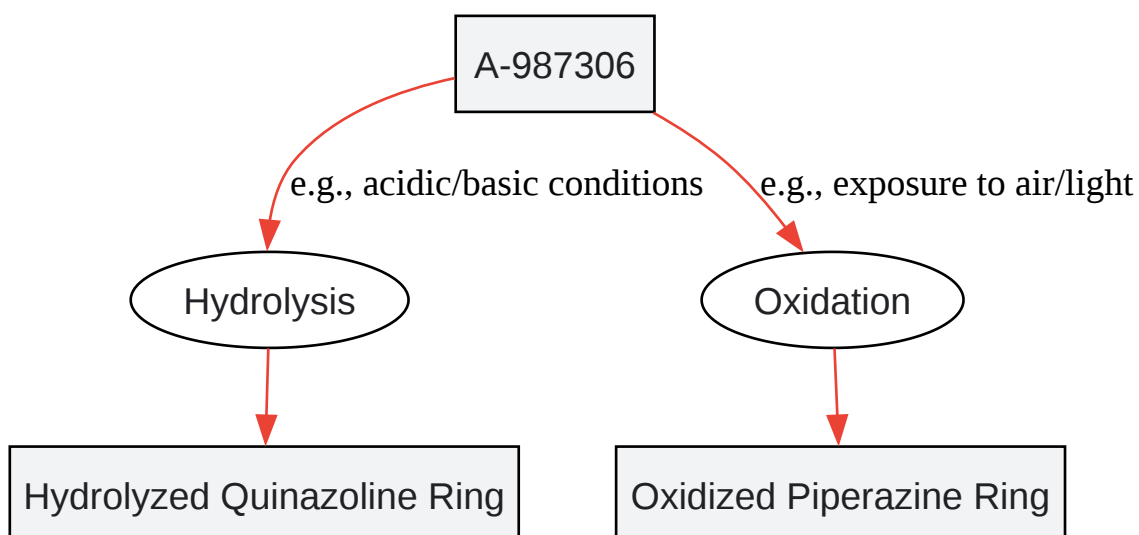 A-987306
e.g., acidic/basic conditions
e.g., exposure to air/light
Hydrolysis
Oxidation
Hydrolyzed Quinazoline Ring
Oxidized Piperazine Ring